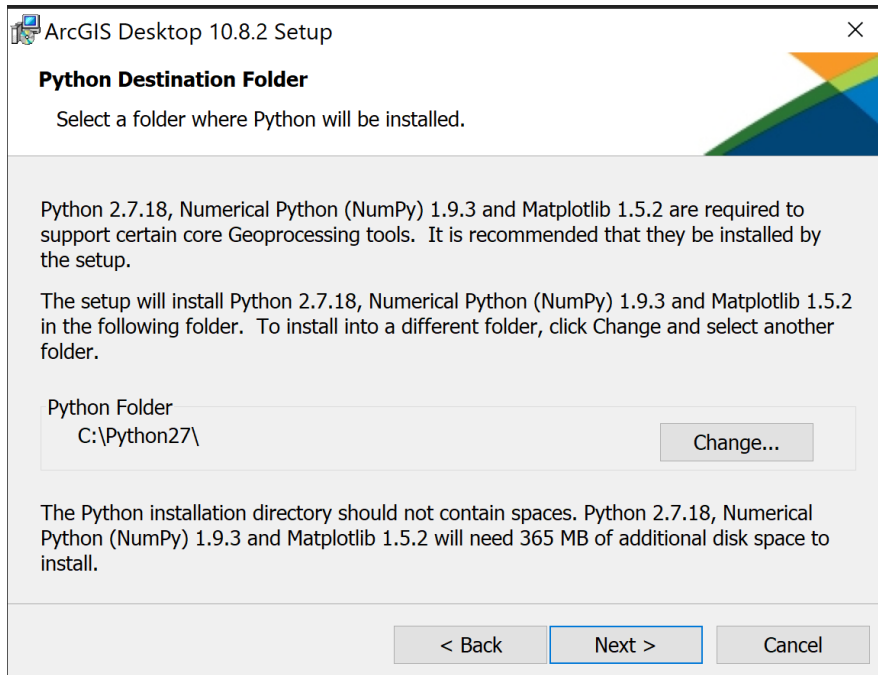 ArcGIS Desktop 10.8.2 Setup
Python Destination Folder
Select a folder where Python will be installed.
Python 2.7.18, Numerical Python (NumPy) 1.9.3 and Matplotlib 1.5.2 are required to
support certain core Geoprocessing tools.  It is recommended that they be installed by
the setup.
The setup will install Python 2.7.18, Numerical Python (NumPy) 1.9.3 and Matplotlib 1.5.2
in the following folder.  To install into a different folder, click Change and select another
folder.
Python Folder
C:\Python27\
Change...
The Python installation directory should not contain spaces. Python 2.7.18, Numerical
Python (NumPy) 1.9.3 and Matplotlib 1.5.2 will need 365 MB of additional disk space to
install.
< Back
Next >
Cancel